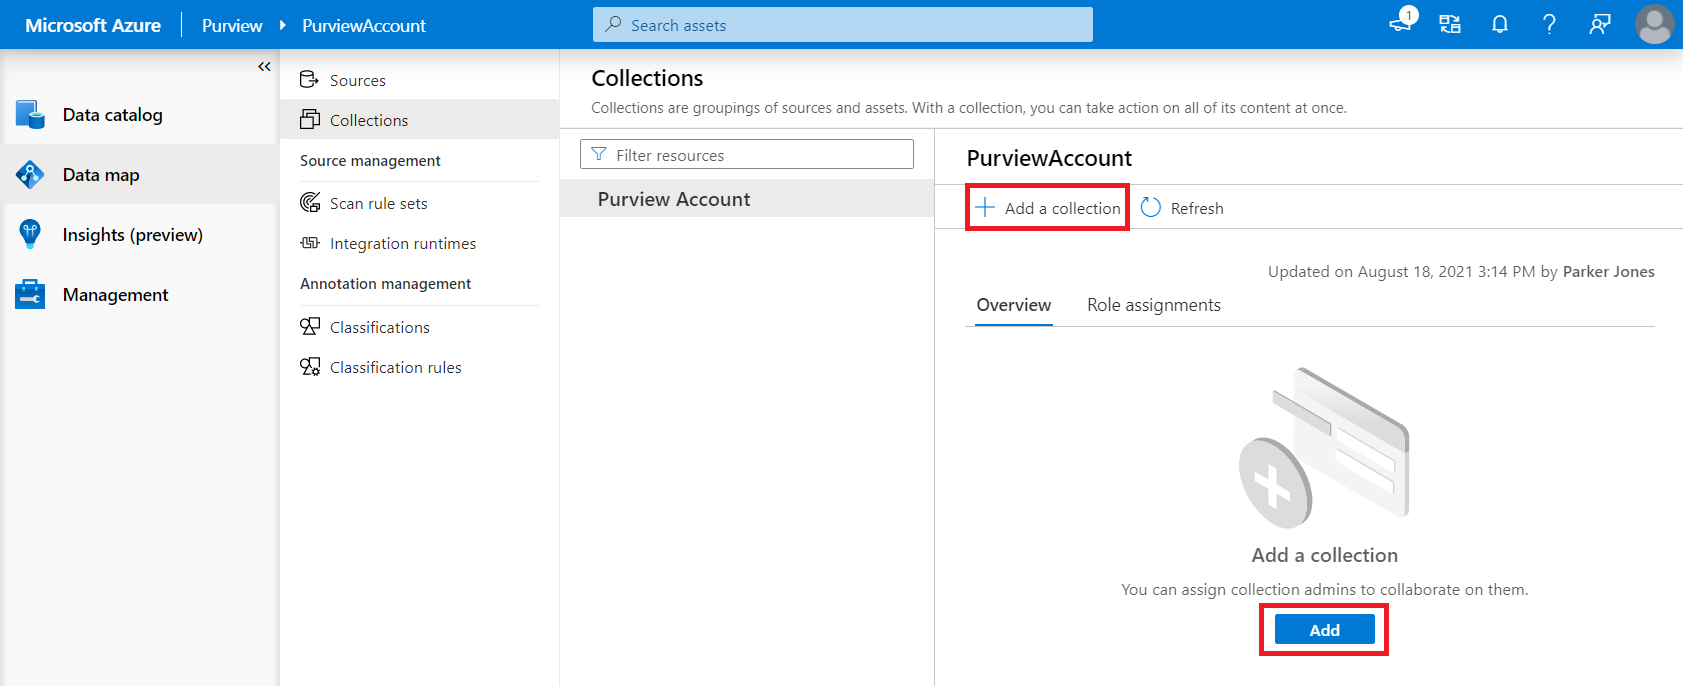 Microsoft Azure
Purview
PurviewAccount
Search assets
1
Data catalog
Data map
Insights (preview)
Management
Sources
Collections
Source management
Scan rule sets
Integration runtimes
Annotation management
Classifications
Classification rules
Collections
Collections are groupings of sources and assets. With a collection, you can take action on all of its content at once.
Filter resources
Purview Account
PurviewAccount
Add a collection
Refresh
Updated on August 18, 2021 3:14 PM by Parker Jones
Overview
Role assignments
Add a collection
You can assign collection admins to collaborate on them.
Add